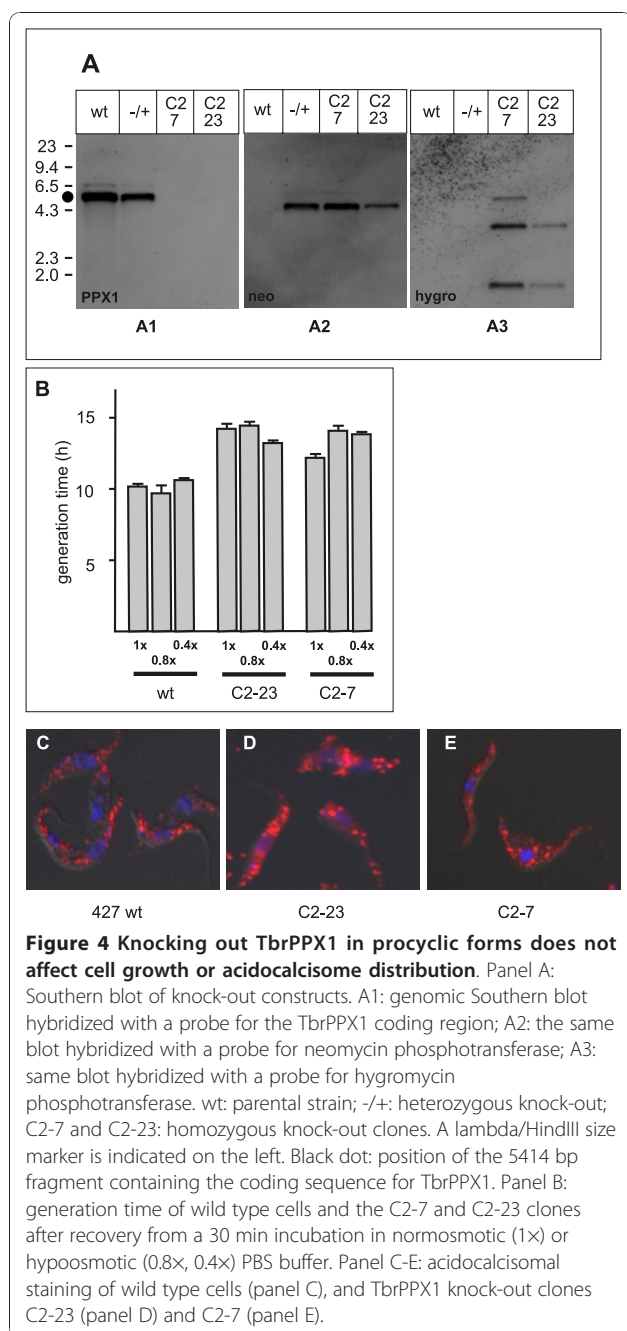 A
wt -/+ C2 7 C2 23 wt -/+ C2 7 C2 23 wt -/+ C2 7 C2 23
23
9.4
6.5
4.3
2.3
2.0
PPX1 neo hygro
A1 A2 A3
B
generation time (h)
15
10
5
1x 0.4x 1x 0.4x 1x 0.4x
0.8x 0.8x 0.8x
wt C2-23 C2-7
C D E
427 wt C2-23 C2-7
Figure 4 Knocking out TbrPPX1 in procyclic forms does not
affect cell growth or acidocalcisome distribution. Panel A:
Southern blot of knock-out constructs. A1: genomic Southern blot
hybridized with a probe for the TbrPPX1 coding region; A2: the same
blot hybridized with a probe for neomycin phosphotransferase; A3:
same blot hybridized with a probe for hygromycin
phosphotransferase. wt: parental strain; -/+: heterozygous knock-out;
C2-7 and C2-23: homozygous knock-out clones. A lambda/HindIII size
marker is indicated on the left. Black dot: position of the 5414 bp
fragment containing the coding sequence for TbrPPX1. Panel B:
generation time of wild type cells and the C2-7 and C2-23 clones
after recovery from a 30 min incubation in normosmotic (1×) or
hypoosmotic (0.8×, 0.4×) PBS buffer. Panel C-E: acidocalcisomal
staining of wild type cells (panel C), and TbrPPX1 knock-out clones
C2-23 (panel D) and C2-7 (panel E).